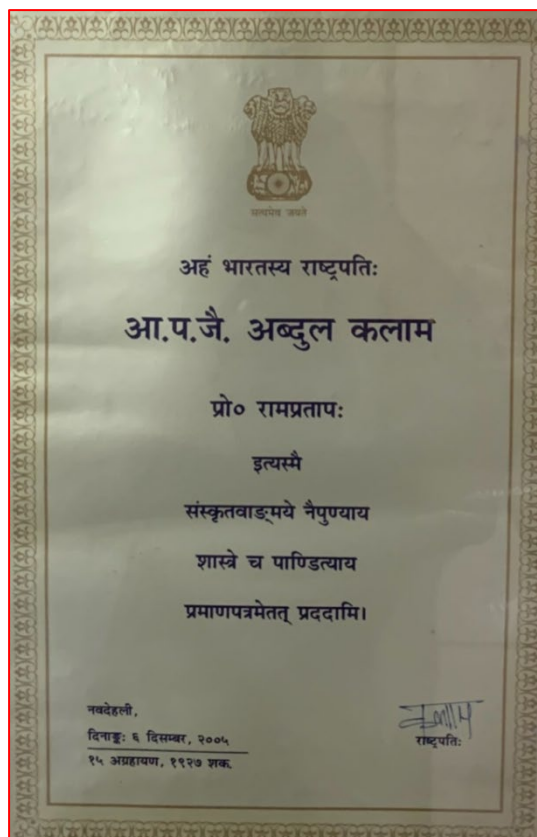 सत्यमेव जयते
अहं भारतस्य राष्ट्रपतिः
आ.प.जै. अब्दुल कलाम
प्रो० रामप्रतापः
इत्यस्मै
संस्कृतवाङ्मये नैपुण्याय
शास्त्रे च पाण्डित्याय
प्रमाणपत्रमेतत् प्रददामि।
नवदेहली,
दिनाङ्कः ६ दिसम्बर, २००५
१५ अग्रहायण, १९२७ शक
कलाम
राष्ट्रपतिः